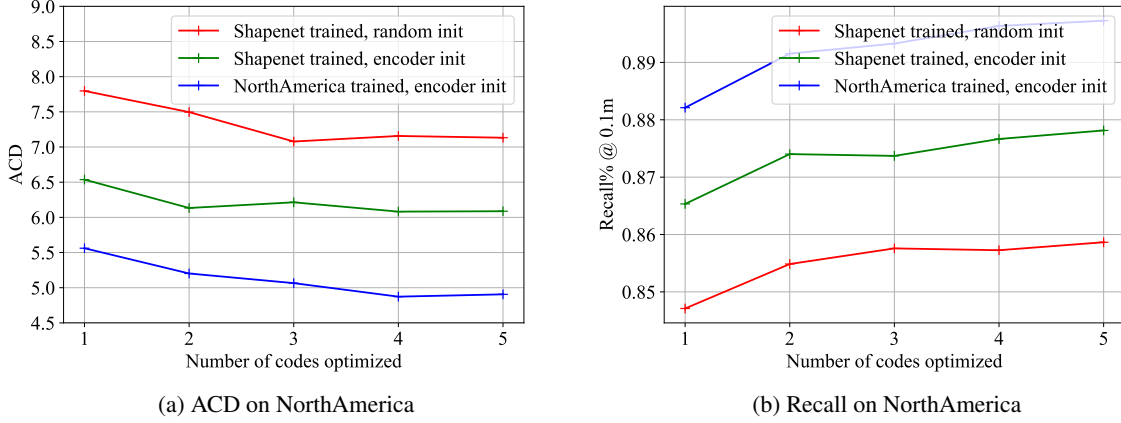 9.0
8.5
8.0
7.5
7.0
6.5
6.0
5.5
5.0
4.5
ACD
Shapenet trained, random init
Shapenet trained, encoder init
NorthAmerica trained, encoder init
1 2 3 4 5
Number of codes optimized
(a) ACD on NorthAmerica
0.89
0.88
0.87
0.86
0.85
Recall% @ 0.1m
Shapenet trained, random init
Shapenet trained, encoder init
NorthAmerica trained, encoder init
1 2 3 4 5
Number of codes optimized
(b) Recall on NorthAmerica